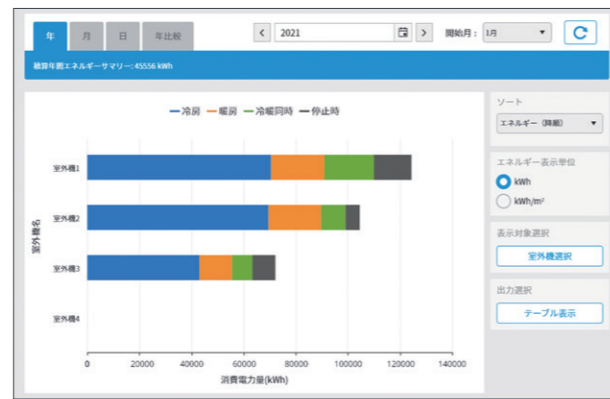 年 月 日 年比較 2021 開始月： 1月
積算年間エネルギーサマリー: 45556 kWh
冷房 暖房 冷暖同時 停止時
室外機1
室外機2
室外機3
室外機4
室外機名
0 20000 40000 60000 80000 100000 120000 140000
消費電力量(kWh)
ソート
エネルギー（降順）
エネルギー表示単位
kWh
kWh/m²
表示対象選択
室外機選択
出力選択
テーブル表示